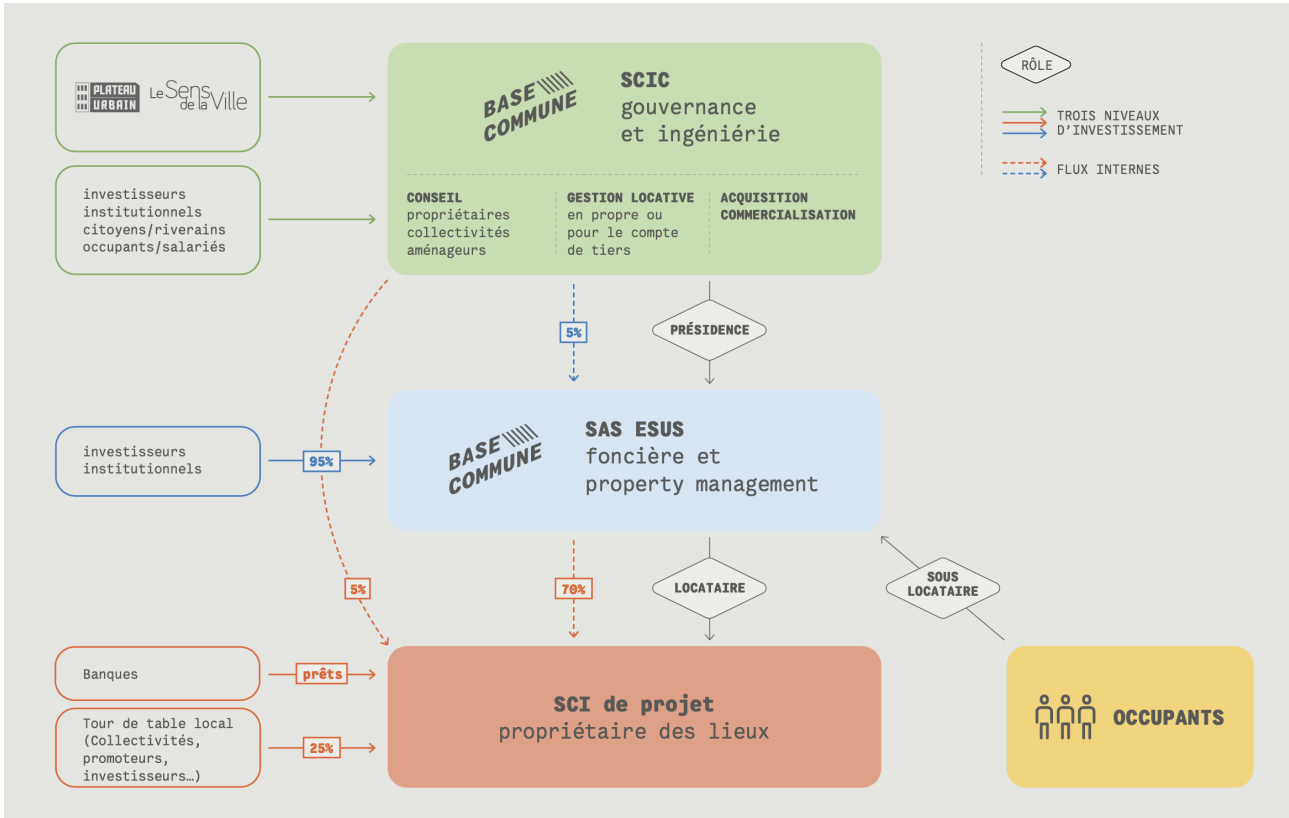 PLATEAU
URBAIN
Le Sens
de la Ville
investisseurs
institutionnels
citoyens/riverains
occupants/salariés
BASE
COMMUNE
SCIC
gouvernance
et ingéniérie
CONSEIL
propriétaires
collectivités
aménageurs
GESTION LOCATIVE
en propre ou
pour le compte
de tiers
ACQUISITION
COMMERCIALISATION
RÔLE
TROIS NIVEAUX
D'INVESTISSEMENT
FLUX INTERNES
5%
PRÉSIDENCE
investisseurs
institutionnels
95%
BASE
COMMUNE
SAS ESUS
foncière et
property management
5%
70%
LOCATAIRE
SOUS
LOCATAIRE
Banques
prêts
Tour de table local
(Collectivités,
promoteurs,
investisseurs…)
25%
SCI de projet
propriétaire des lieux
OCCUPANTS